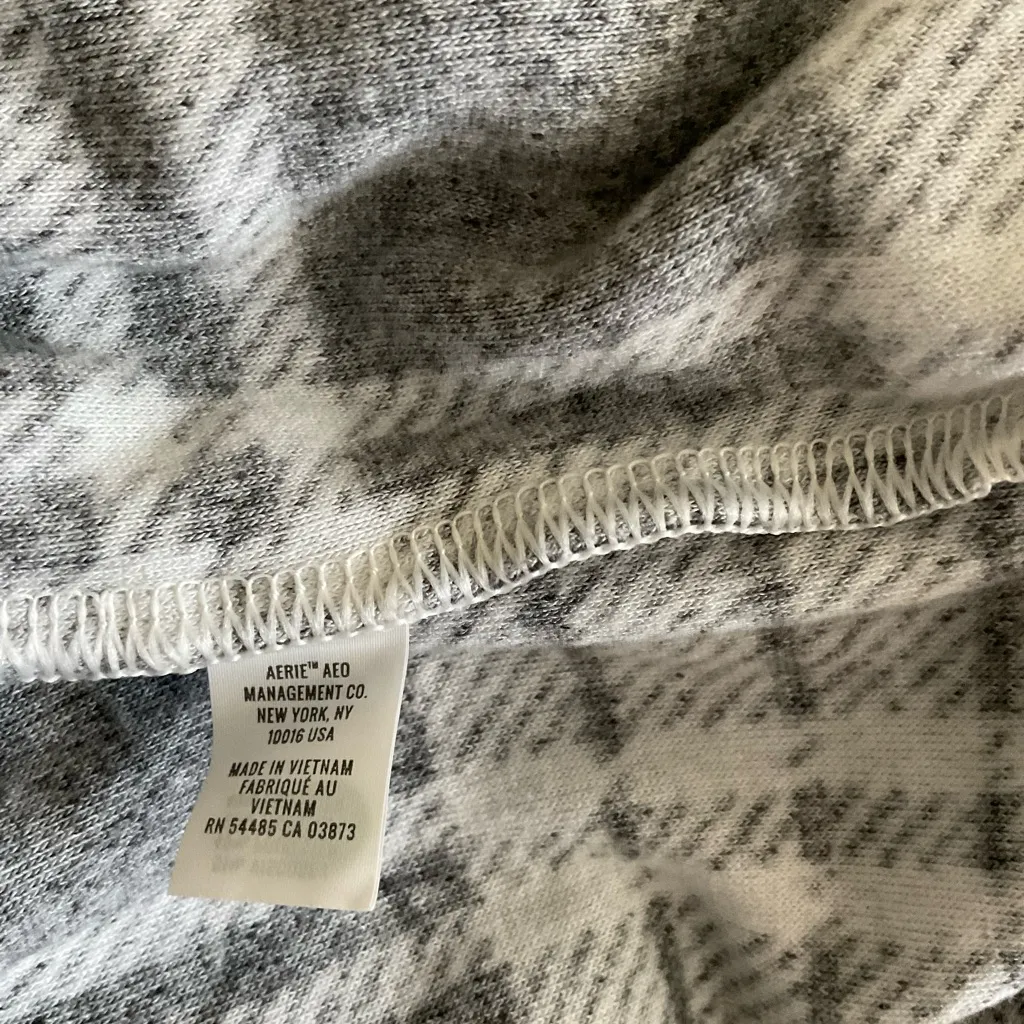 AERIE™ AEO
MANAGEMENT CO.
NEW YORK, NY
10016 USA
MADE IN VIETNAM
FABRIQUÉ AU
VIETNAM
RN 54485 CA 03873